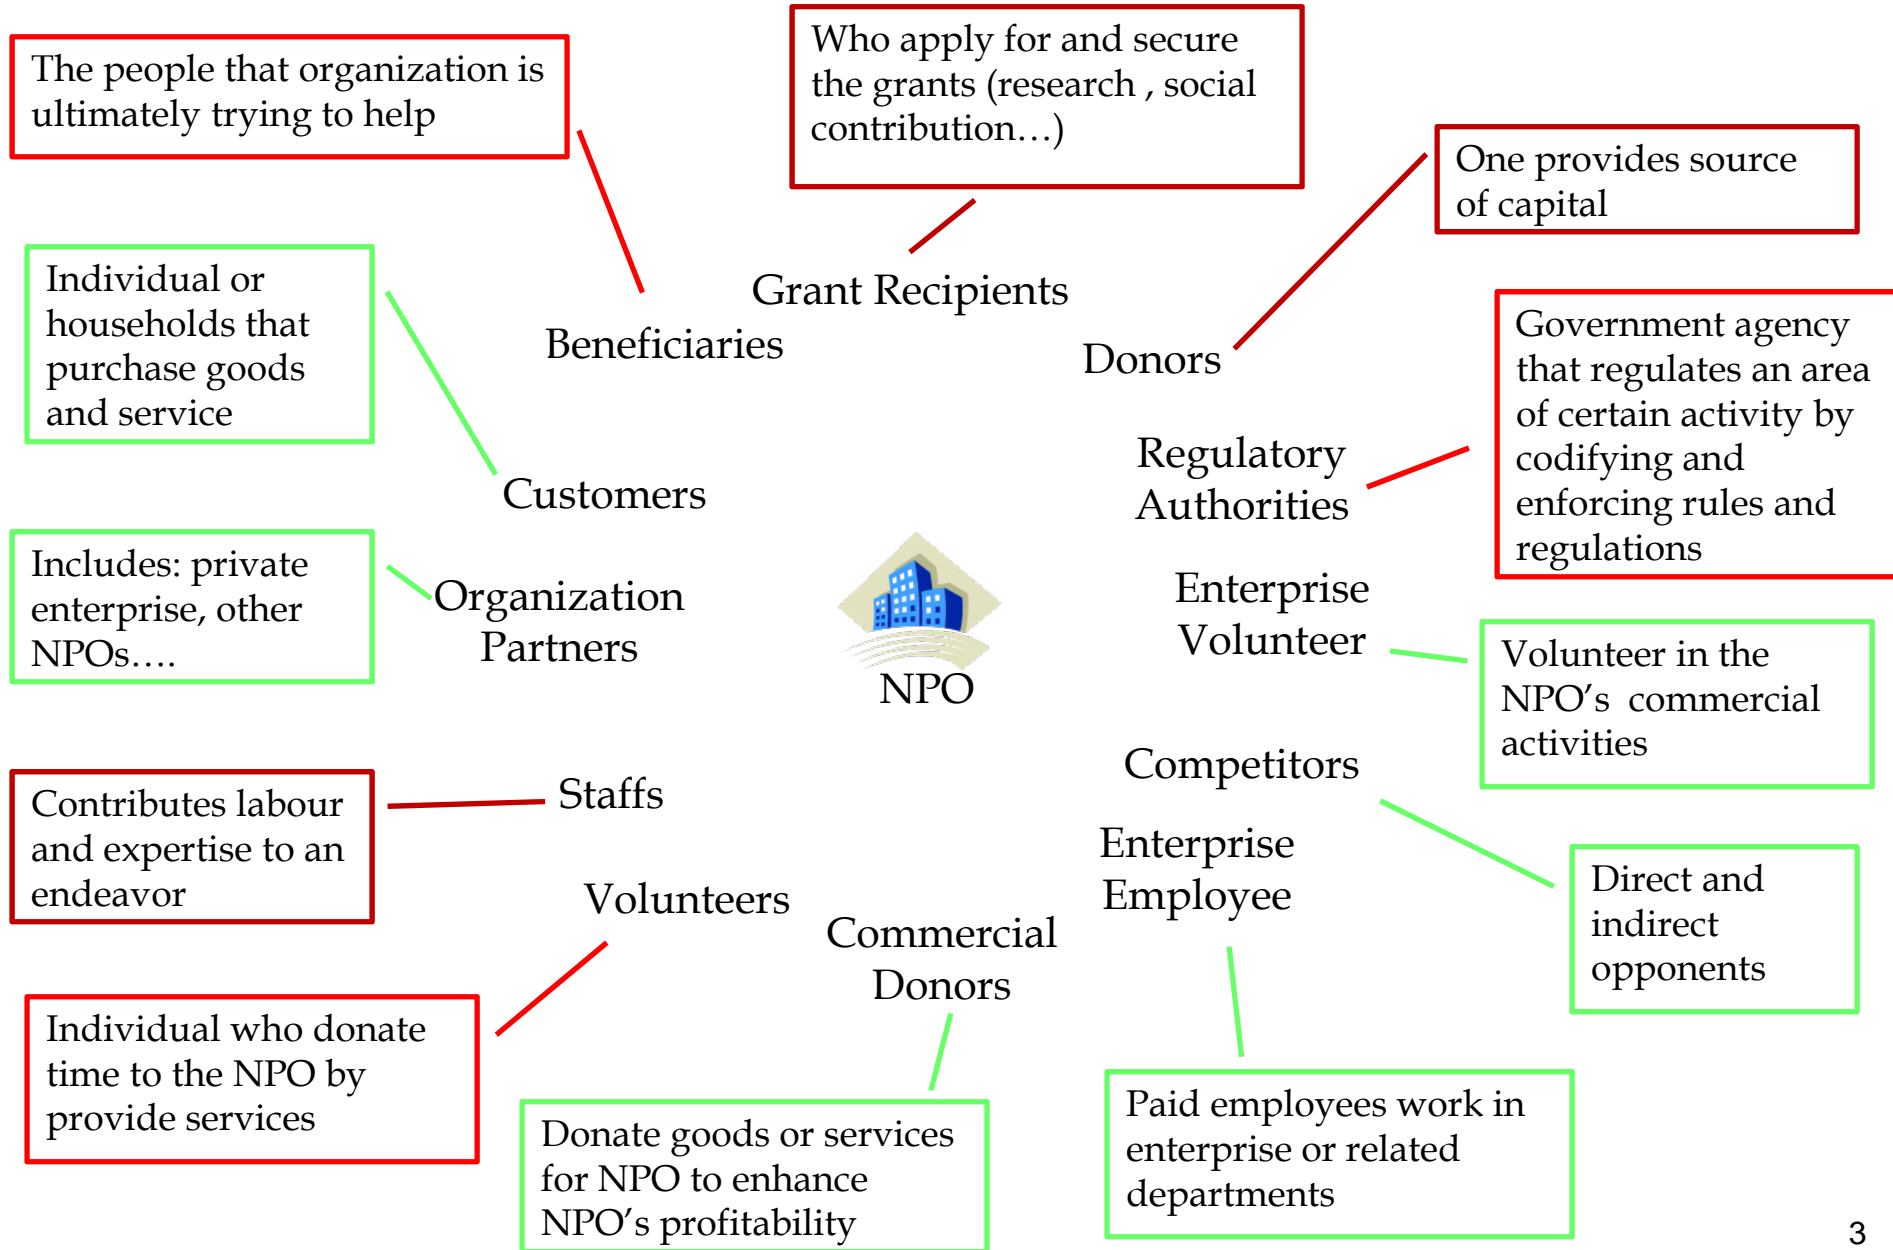 The people that organization is
ultimately trying to help
Who apply for and secure
the grants (research , social
contribution…)
One provides source
of capital
Individual or
households that
purchase goods
and service
Grant Recipients
Beneficiaries
Donors
Government agency
that regulates an area
of certain activity by
codifying and
enforcing rules and
regulations
Regulatory
Authorities
Customers
Includes: private
enterprise, other
NPOs….
Organization
Partners
Enterprise
Volunteer
NPO
Volunteer in the
NPO’s  commercial
activities
Competitors
Contributes labour
and expertise to an
endeavor
Staffs
Enterprise
Employee
Direct and
indirect
opponents
Volunteers
Commercial
Donors
Individual who donate
time to the NPO by
provide services
Donate goods or services
for NPO to enhance
NPO’s profitability
Paid employees work in
enterprise or related
departments
3